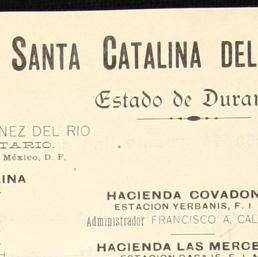 SANTA CATALINA DEL
Estado de Duran
NEZ DEL RIO
TARIO.
México, D. F.
INA
HACIENDA COVADON
ESTACION YERBANIS, F. I
Administrador FRANCISCO A. CAL
HACIENDA LAS MERCE